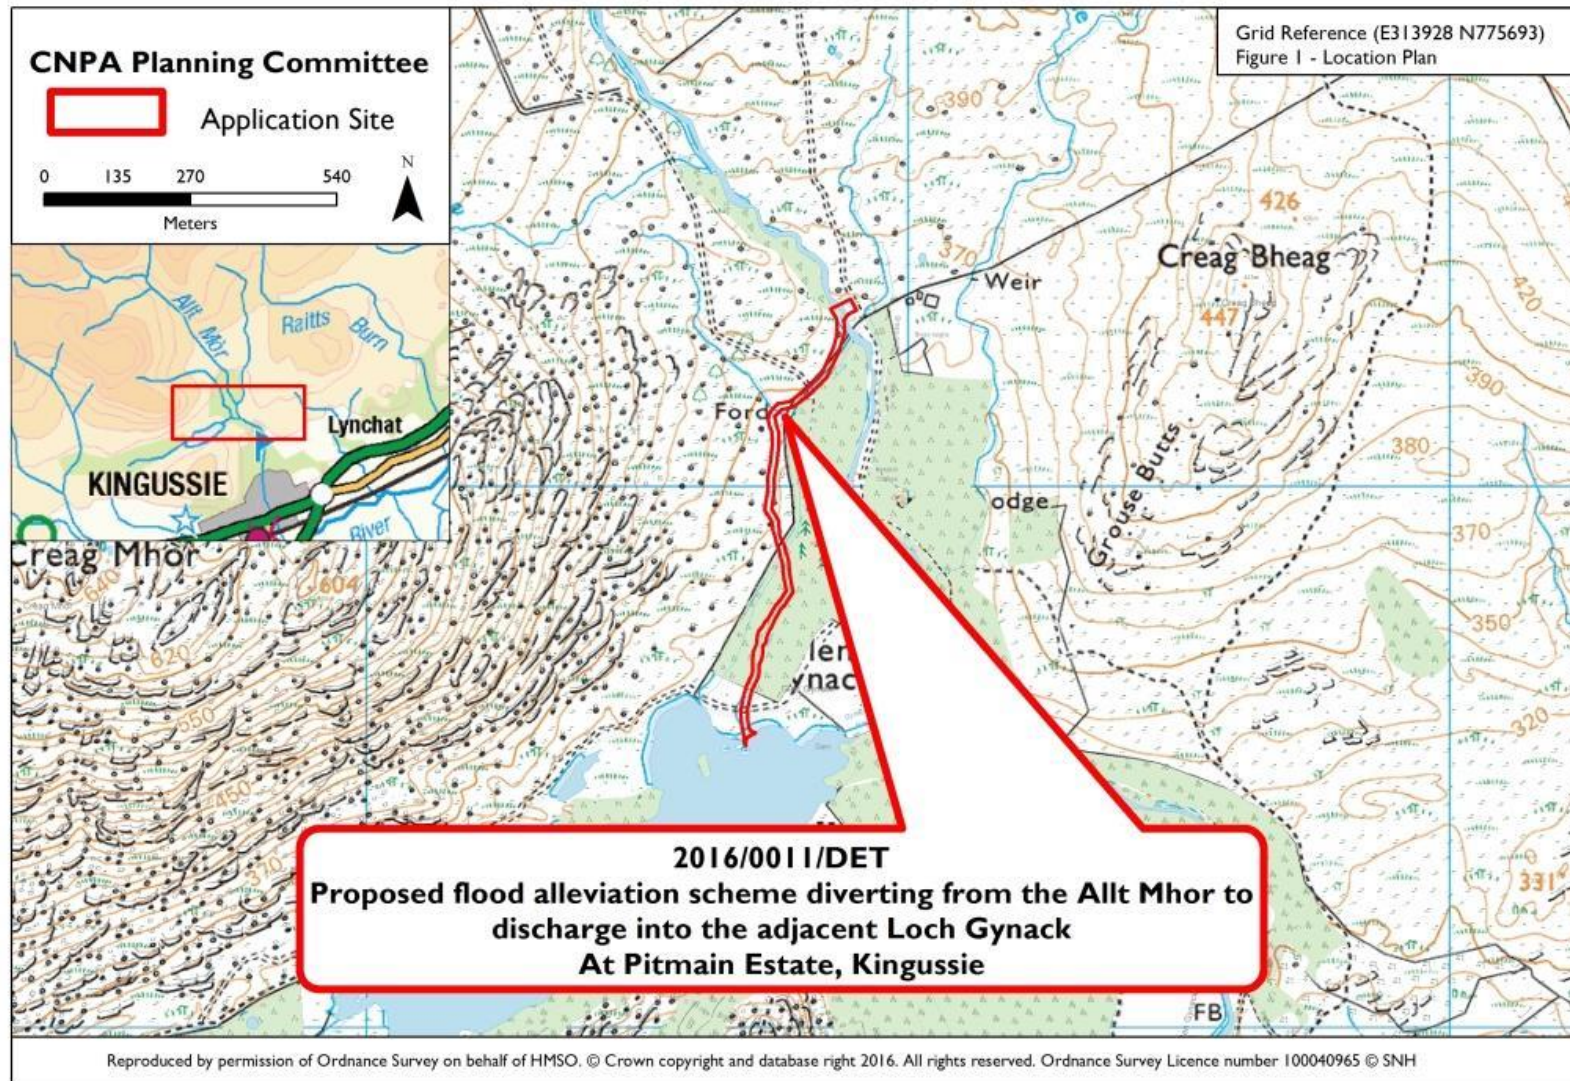 CNPA Planning Committee
Application Site
0 135 270 540
Meters
N
Grid Reference (E313928 N775693)
Figure 1 - Location Plan
Allt Mòr
Raitts Burn
Lynchat
KINGUSSIE
River
Creag Mhor
640
604
620
550
450
370
390
370
Weir
Ford
426
Creag Bheag
447
420
390
380
370
350
320
331
Grouse Butts
odge
len
ynac
FB
2016/0011/DET
Proposed flood alleviation scheme diverting from the Allt Mhor to
discharge into the adjacent Loch Gynack
At Pitmain Estate, Kingussie
Reproduced by permission of Ordnance Survey on behalf of HMSO. © Crown copyright and database right 2016. All rights reserved. Ordnance Survey Licence number 100040965 © SNH